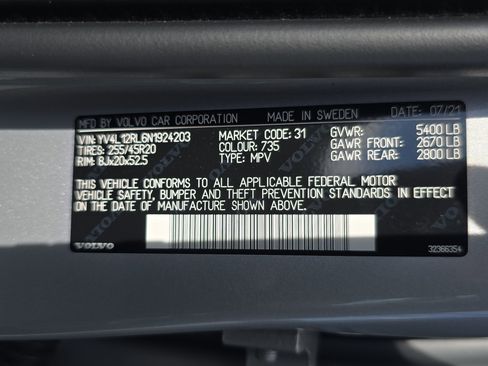 MFD BY VOLVO CAR CORPORATION MADE IN SWEDEN DATE: 07/21
VIN: YV4L12RL6N1924203 MARKET CODE: 31 GVWR: 5400 LB
TIRES: 255/45R20 COLOUR: 735 GAWR FRONT: 2670 LB
RIM: 8Jx20x52.5 TYPE: MPV GAWR REAR: 2800 LB
THIS VEHICLE CONFORMS TO ALL APPLICABLE FEDERAL MOTOR
VEHICLE SAFETY, BUMPER AND THEFT PREVENTION STANDARDS IN EFFECT
ON THE DATE OF MANUFACTURE SHOWN ABOVE.
VOLVO 32366354